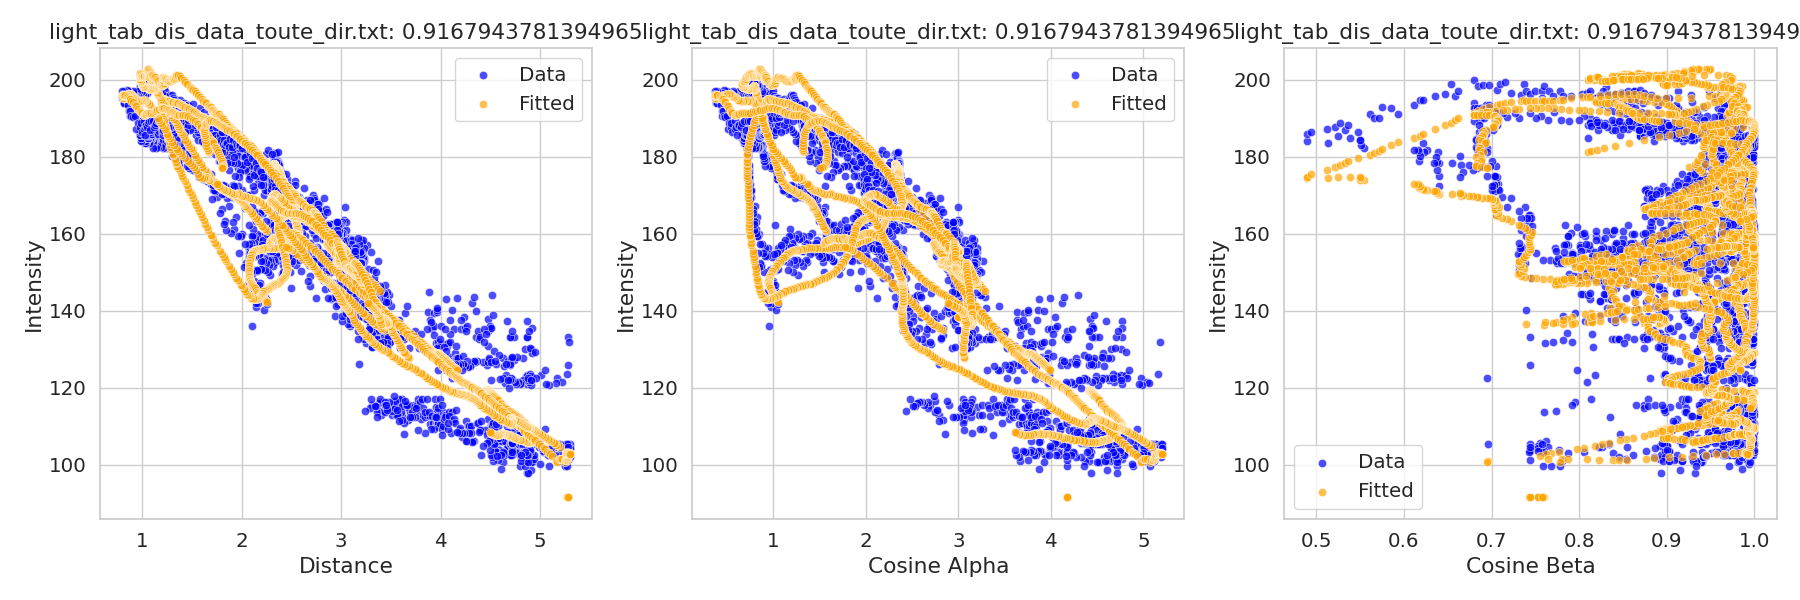 light_tab_dis_data_toute_dir.txt: 0.9167943781394965
light_tab_dis_data_toute_dir.txt: 0.9167943781394965
light_tab_dis_data_toute_dir.txt: 0.91679437813949
200
180
160
140
120
100
Intensity
1 2 3 4 5
Distance
Data
Fitted
200
180
160
140
120
100
Intensity
1 2 3 4 5
Cosine Alpha
Data
Fitted
200
180
160
140
120
100
Intensity
0.5 0.6 0.7 0.8 0.9 1.0
Cosine Beta
Data
Fitted